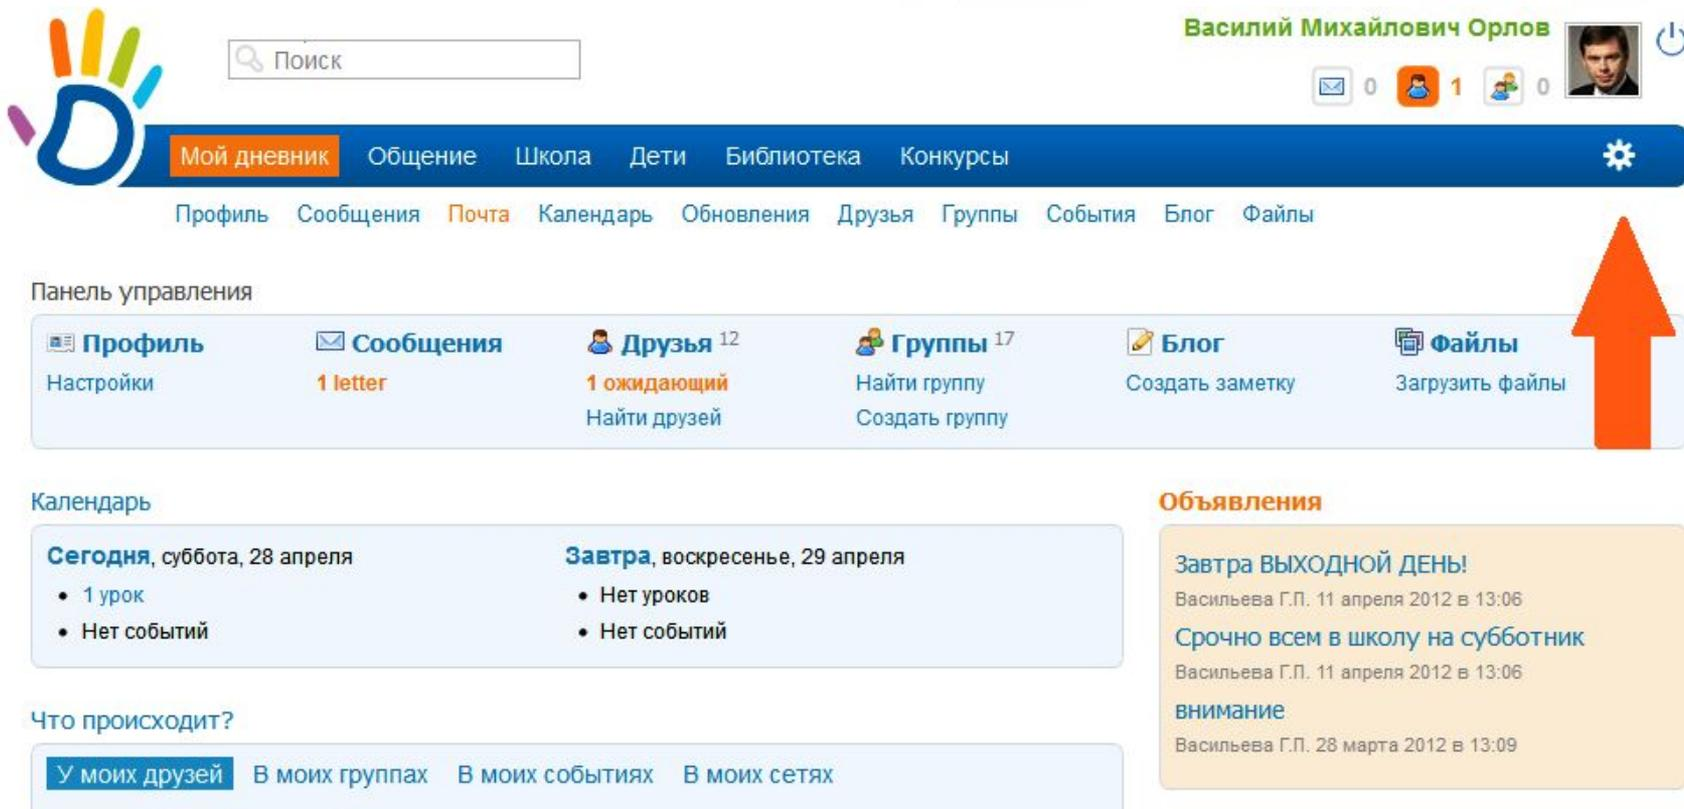 Василий Михайлович Орлов
Поиск
0 1 0
Мой дневник Общение Школа Дети Библиотека Конкурсы
Профиль Сообщения Почта Календарь Обновления Друзья Группы События Блог Файлы
Панель управления
Профиль Сообщения Друзья 12 Группы 17 Блог Файлы
Настройки 1 letter 1 ожидающий Найти группу Создать заметку Загрузить файлы
Найти друзей Создать группу
Календарь
Сегодня, суббота, 28 апреля Завтра, воскресенье, 29 апреля
• 1 урок • Нет уроков
• Нет событий • Нет событий
Объявления
Завтра ВЫХОДНОЙ ДЕНЬ!
Васильева Г.П. 11 апреля 2012 в 13:06
Срочно всем в школу на субботник
Васильева Г.П. 11 апреля 2012 в 13:06
внимание
Васильева Г.П. 28 марта 2012 в 13:09
Что происходит?
У моих друзей В моих группах В моих событиях В моих сетях